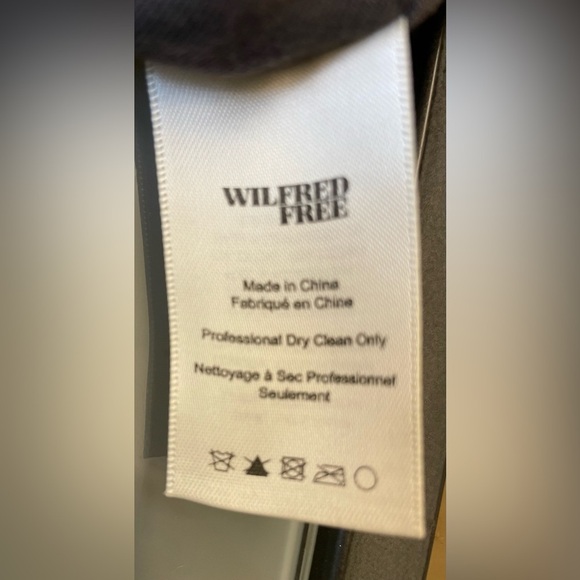 WILFRED
FREE
Made in China
Fabriqué en Chine
Professional Dry Clean Only
Nettoyage à Sec Professionnel
Seulement